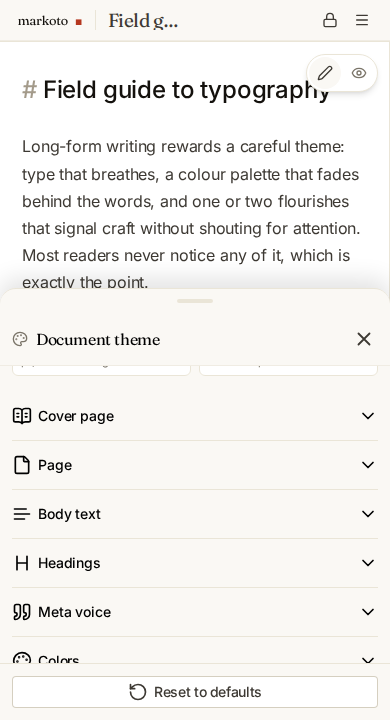 markoto
Field g...
# Field guide to typography
Long-form writing rewards a careful theme:
type that breathes, a colour palette that fades
behind the words, and one or two flourishes
that signal craft without shouting for attention.
Most readers never notice any of it, which is
exactly the point.
Document theme
Cover page
Page
Body text
Headings
Meta voice
Colors
Reset to defaults